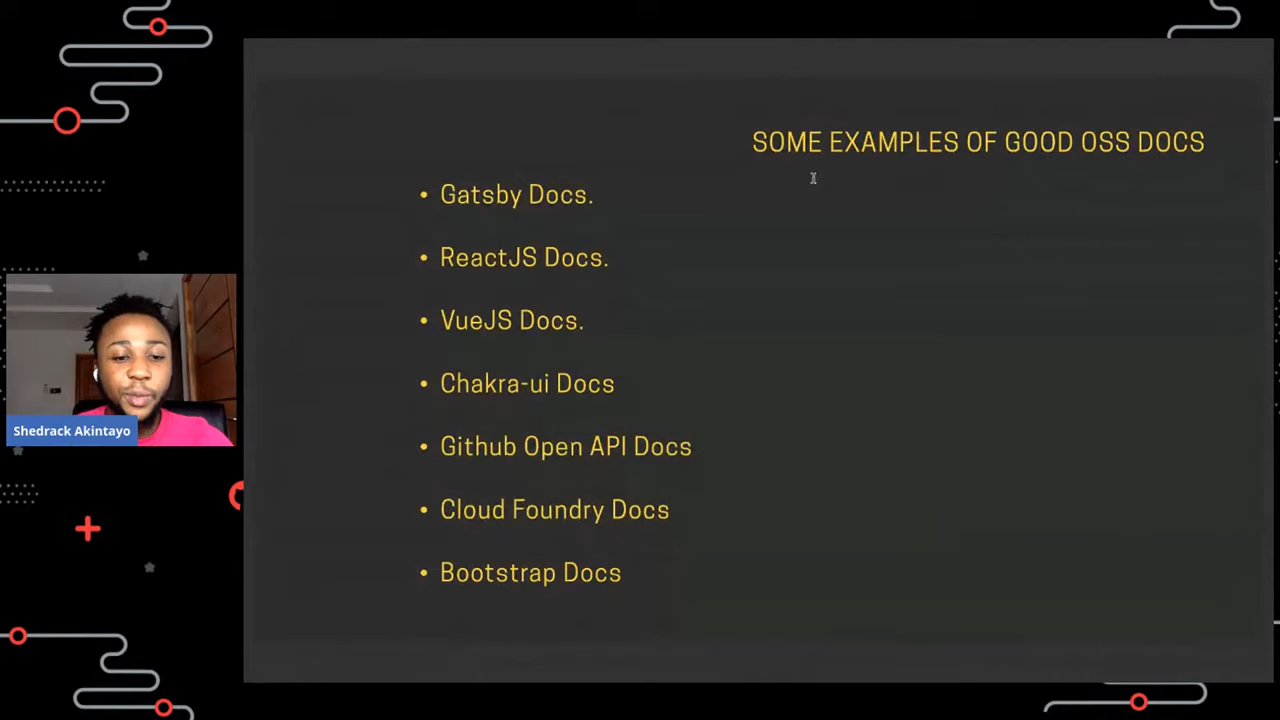 SOME EXAMPLES OF GOOD OSS DOCS
• Gatsby Docs.
• ReactJS Docs.
• VueJS Docs.
• Chakra-ui Docs
• Github Open API Docs
• Cloud Foundry Docs
• Bootstrap Docs
Shedrack Akintayo